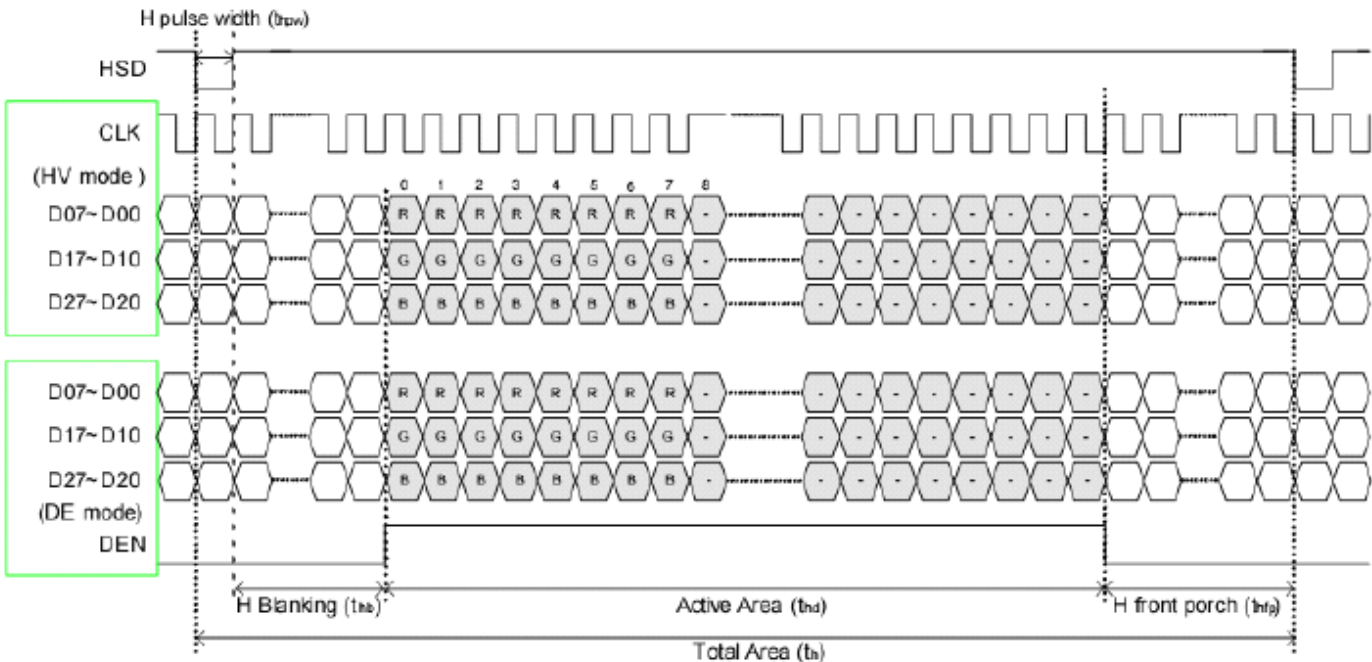 H pulse width (thpw)
HSD
CLK
(HV mode )
0 1 2 3 4 5 6 7 8
D07~D00 R R R R R R R R - - - - - - - - -
D17~D10 G G G G G G G G - - - - - - - - -
D27~D20 B B B B B B B B - - - - - - - - -
D07~D00 R R R R R R R R - - - - - - - - -
D17~D10 G G G G G G G G - - - - - - - - -
D27~D20 B B B B B B B B - - - - - - - - -
(DE mode)
DEN
H Blanking (thb) Active Area (thd) H front porch (thfp)
Total Area (th)